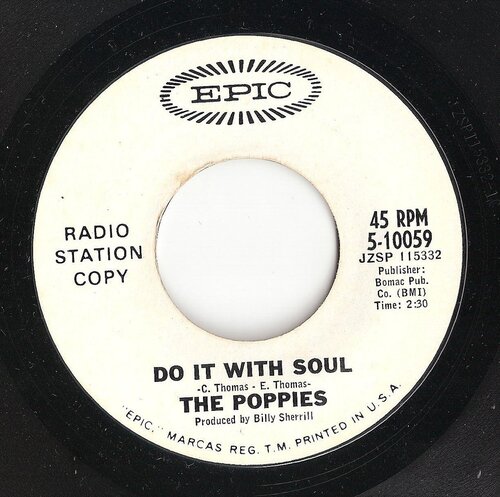 EPIC
RADIO
STATION
COPY
45 RPM
5-10059
JZSP 115332
Publisher:
Bomac Pub.
Co. (BMI)
Time: 2:30
DO IT WITH SOUL
-C. Thomas - E. Thomas-
THE POPPIES
Produced by Billy Sherrill
"EPIC," MARCAS REG. T.M. PRINTED IN U.S.A.